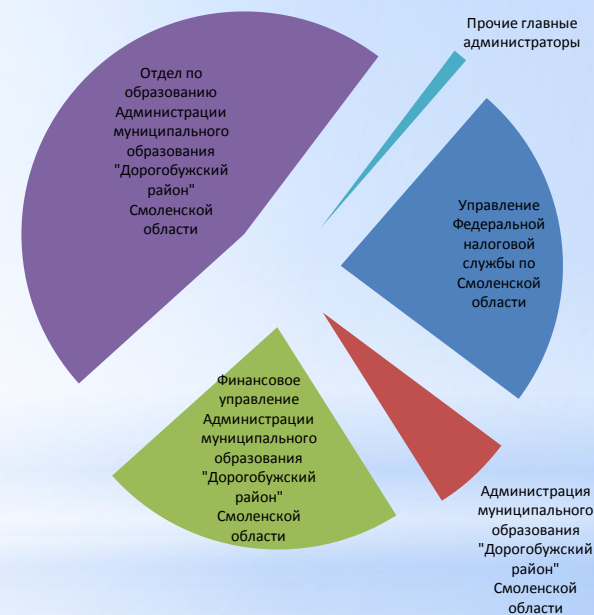 Прочие главные
администраторы
Отдел по
образованию
Администрации
муниципального
образования
"Дорогобужский
район"
Смоленской
области
Управление
Федеральной
налоговой
службы по
Смоленской
области
Финансовое
управление
Администрации
муниципального
образования
"Дорогобужский
район"
Смоленской
области
Администрация
муниципального
образования
"Дорогобужский
район"
Смоленской
области